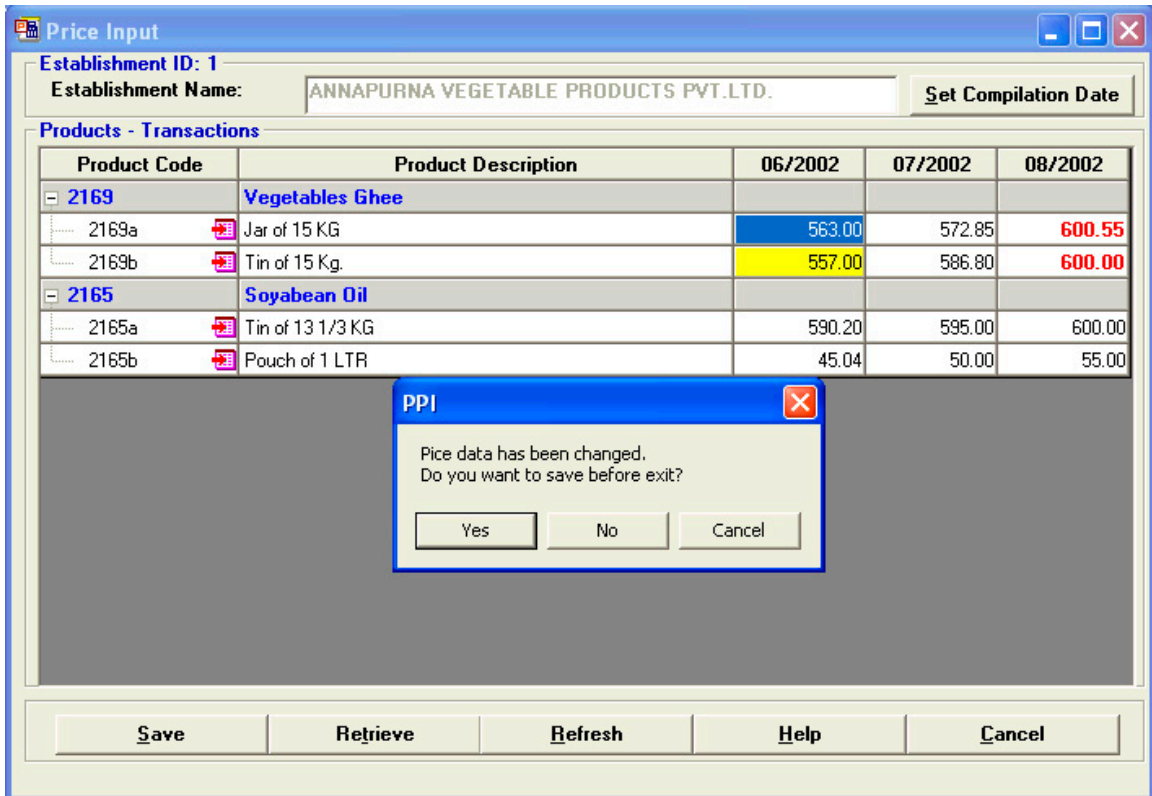 Price Input
Establishment ID: 1
Establishment Name: ANNAPURNA VEGETABLE PRODUCTS PVT.LTD. Set Compilation Date
Products - Transactions
Product Code Product Description 06/2002 07/2002 08/2002
2169 Vegetables Ghee
2169a Jar of 15 KG 563.00 572.85 600.55
2169b Tin of 15 Kg. 557.00 586.80 600.00
2165 Soyabean Oil
2165a Tin of 13 1/3 KG 590.20 595.00 600.00
2165b Pouch of 1 LTR 45.04 50.00 55.00
PPI
Pice data has been changed.
Do you want to save before exit?
Yes No Cancel
Save Retrieve Refresh Help Cancel